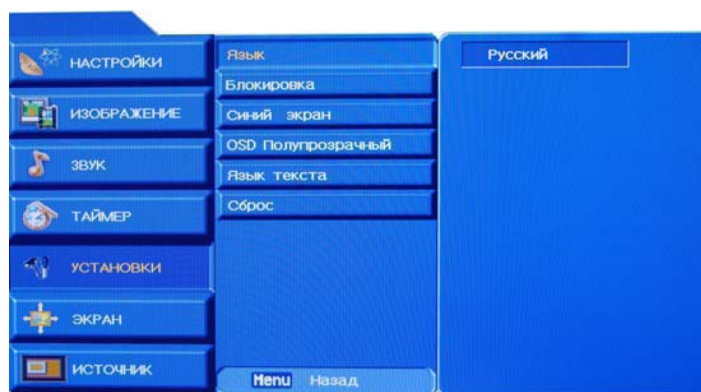 НАСТРОЙКИ
ИЗОБРАЖЕНИЕ
ЗВУК
ТАЙМЕР
УСТАНОВКИ
ЭКРАН
ИСТОЧНИК
Язык
Блокировка
Синий экран
OSD Полупрозрачный
Язык текста
Сброс
Menu Назад
Русский